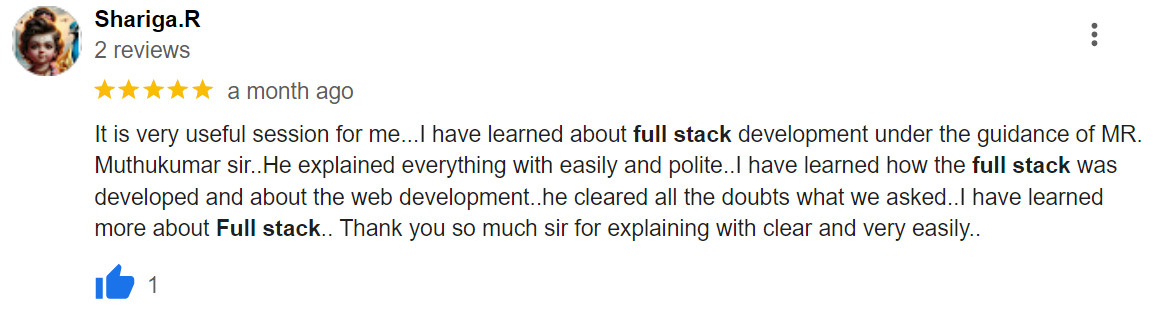 Shariga.R
2 reviews
a month ago
It is very useful session for me...I have learned about full stack development under the guidance of MR.
Muthukumar sir..He explained everything with easily and polite..I have learned how the full stack was
developed and about the web development..he cleared all the doubts what we asked..I have learned
more about Full stack.. Thank you so much sir for explaining with clear and very easily..
1